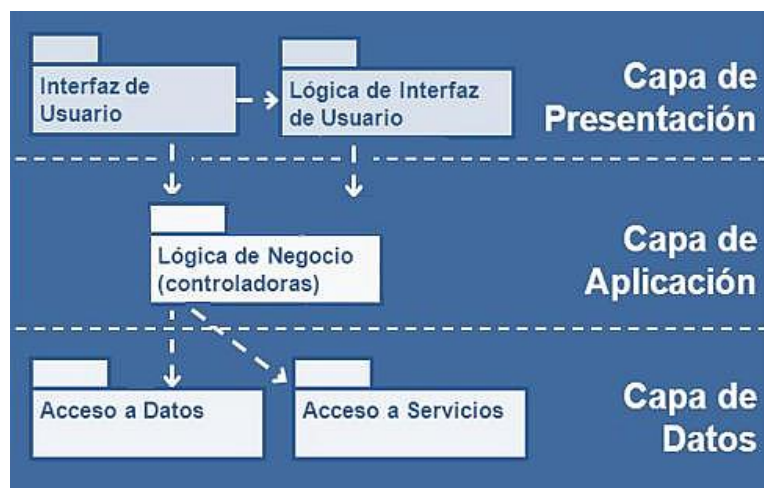 Interfaz de
Usuario
Lógica de Interfaz
de Usuario
Capa de
Presentación
Lógica de Negocio
(controladoras)
Capa de
Aplicación
Acceso a Datos
Acceso a Servicios
Capa de
Datos